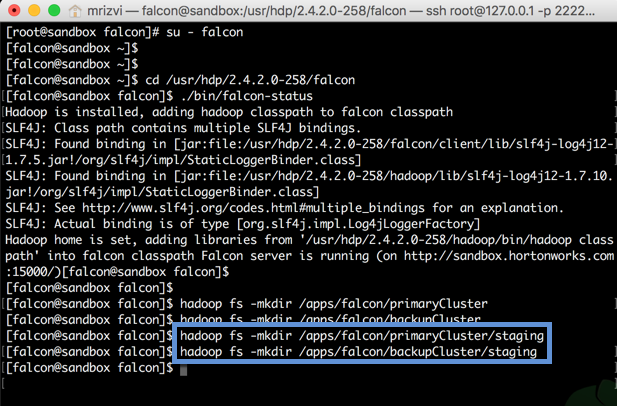 mrizvi — falcon@sandbox:/usr/hdp/2.4.2.0-258/falcon — ssh root@127.0.0.1 -p 2222...
[root@sandbox falcon]# su - falcon
[[falcon@sandbox ~]$
[[falcon@sandbox ~]$
[[falcon@sandbox ~]$ cd /usr/hdp/2.4.2.0-258/falcon
[[falcon@sandbox falcon]$ ./bin/falcon-status
Hadoop is installed, adding hadoop classpath to falcon classpath
SLF4J: Class path contains multiple SLF4J bindings.
SLF4J: Found binding in [jar:file:/usr/hdp/2.4.2.0-258/falcon/client/lib/slf4j-log4j12-
1.7.5.jar!/org/slf4j/impl/StaticLoggerBinder.class]
SLF4J: Found binding in [jar:file:/usr/hdp/2.4.2.0-258/hadoop/lib/slf4j-log4j12-1.7.10.
jar!/org/slf4j/impl/StaticLoggerBinder.class]
SLF4J: See http://www.slf4j.org/codes.html#multiple_bindings for an explanation.
SLF4J: Actual binding is of type [org.slf4j.impl.Log4jLoggerFactory]
Hadoop home is set, adding libraries from '/usr/hdp/2.4.2.0-258/hadoop/bin/hadoop class
path' into falcon classpath Falcon server is running (on http://sandbox.hortonworks.com
:15000/)[falcon@sandbox falcon]$
[[falcon@sandbox falcon]$
[[falcon@sandbox falcon]$ hadoop fs -mkdir /apps/falcon/primaryCluster
[[falcon@sandbox falcon]$ hadoop fs -mkdir /apps/falcon/backupCluster
[[falcon@sandbox falcon]$ hadoop fs -mkdir /apps/falcon/primaryCluster/staging
[[falcon@sandbox falcon]$ hadoop fs -mkdir /apps/falcon/backupCluster/staging
[falcon@sandbox falcon]$